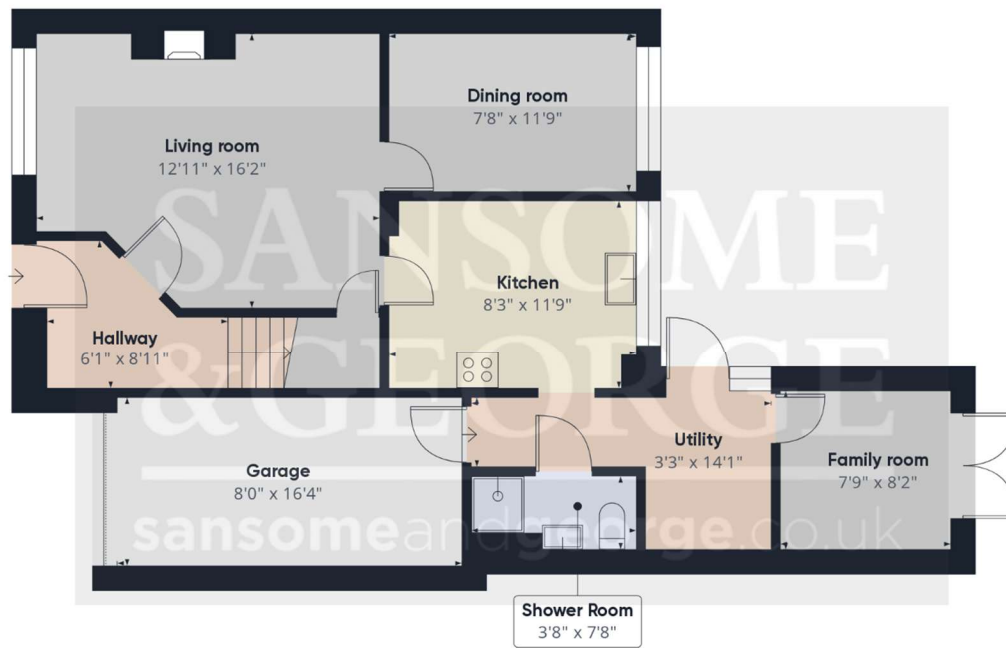 Dining room
7'8" x 11'9"
Living room
12'11" x 16'2"
SANSOME
Kitchen
8'3" x 11'9"
Hallway
6'1" x 8'11"
&GEORGE
Utility
3'3" x 14'1"
Garage
8'0" x 16'4"
Family room
7'9" x 8'2"
sansomeandgeorge.co.uk
Shower Room
3'8" x 7'8"